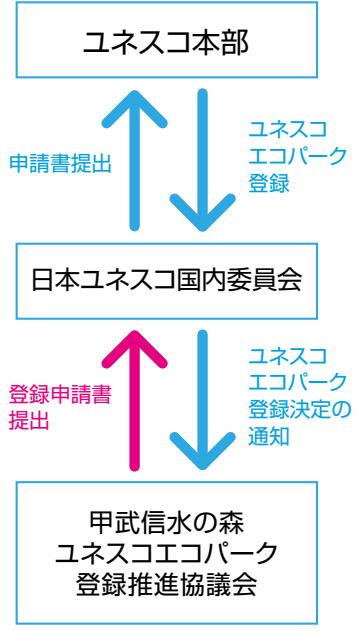 ユネスコ本部
申請書提出
ユネスコ
エコパーク
登録
日本ユネスコ国内委員会
登録申請書
提出
ユネスコ
エコパーク
登録決定の
通知
甲武信水の森
ユネスコエコパーク
登録推進協議会